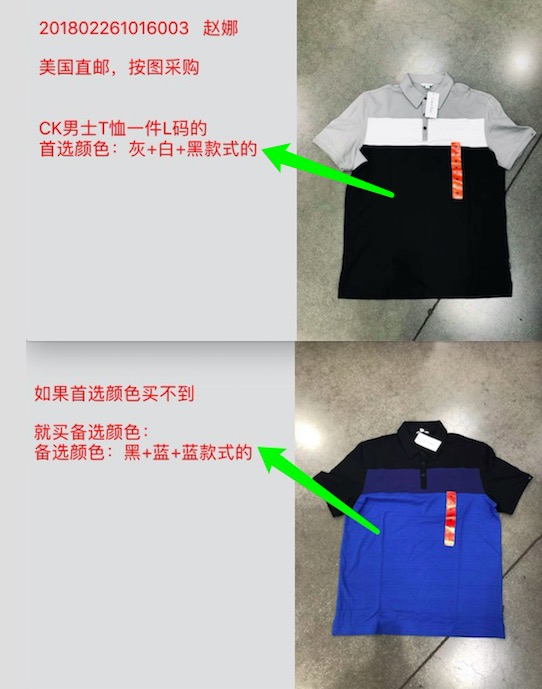 201802261016003 赵娜
美国直邮，按图采购
CK男士T恤一件L码的
首选颜色：灰+白+黑款式的
如果首选颜色买不到
就买备选颜色：
备选颜色：黑+蓝+蓝款式的